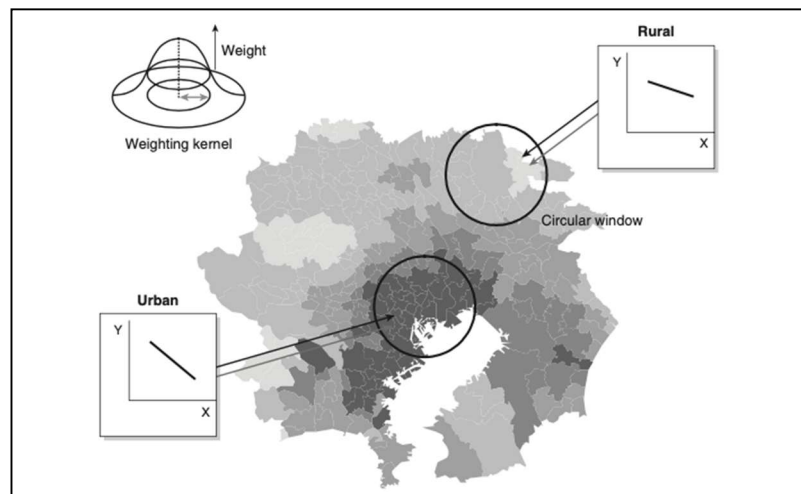 Weight
Weighting kernel
Rural
Y
X
Circular window
Urban
Y
X